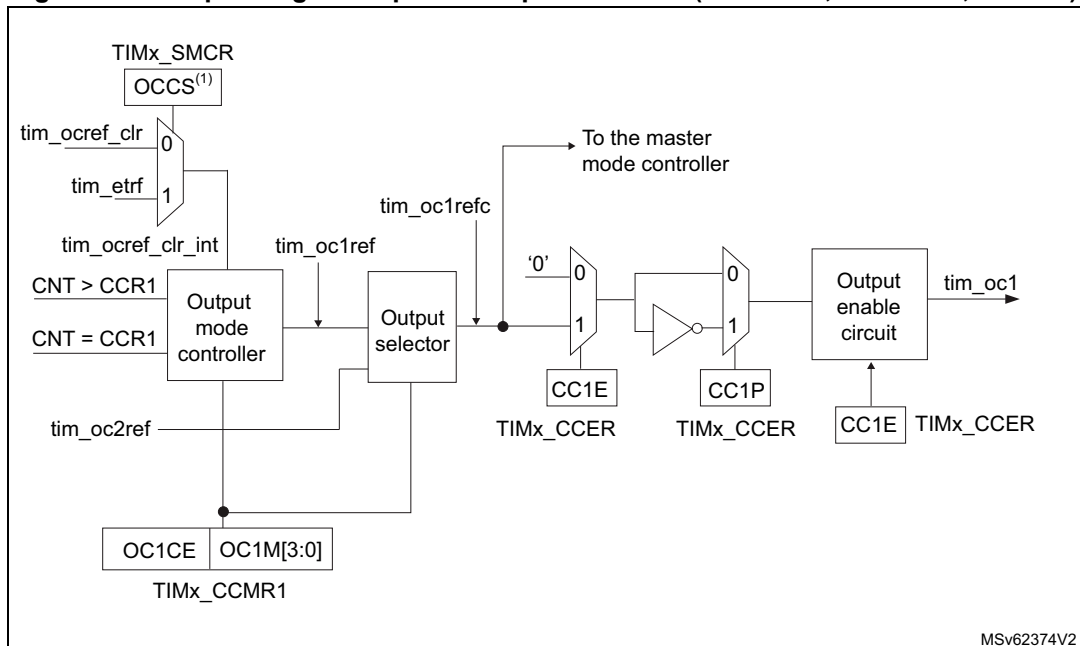 TIMx_SMCR
OCCS(1)
tim_ocref_clr
0
tim_etrf
1
tim_ocref_clr_int
To the master
mode controller
tim_oc1refc
tim_oc1ref
CNT > CCR1
CNT = CCR1
Output
mode
controller
Output
selector
tim_oc2ref
'0'
0
1
CC1E
TIMx_CCER
0
1
CC1P
TIMx_CCER
Output
enable
circuit
tim_oc1
CC1E
TIMx_CCER
OC1CE
OC1M[3:0]
TIMx_CCMR1
MSv62374V2